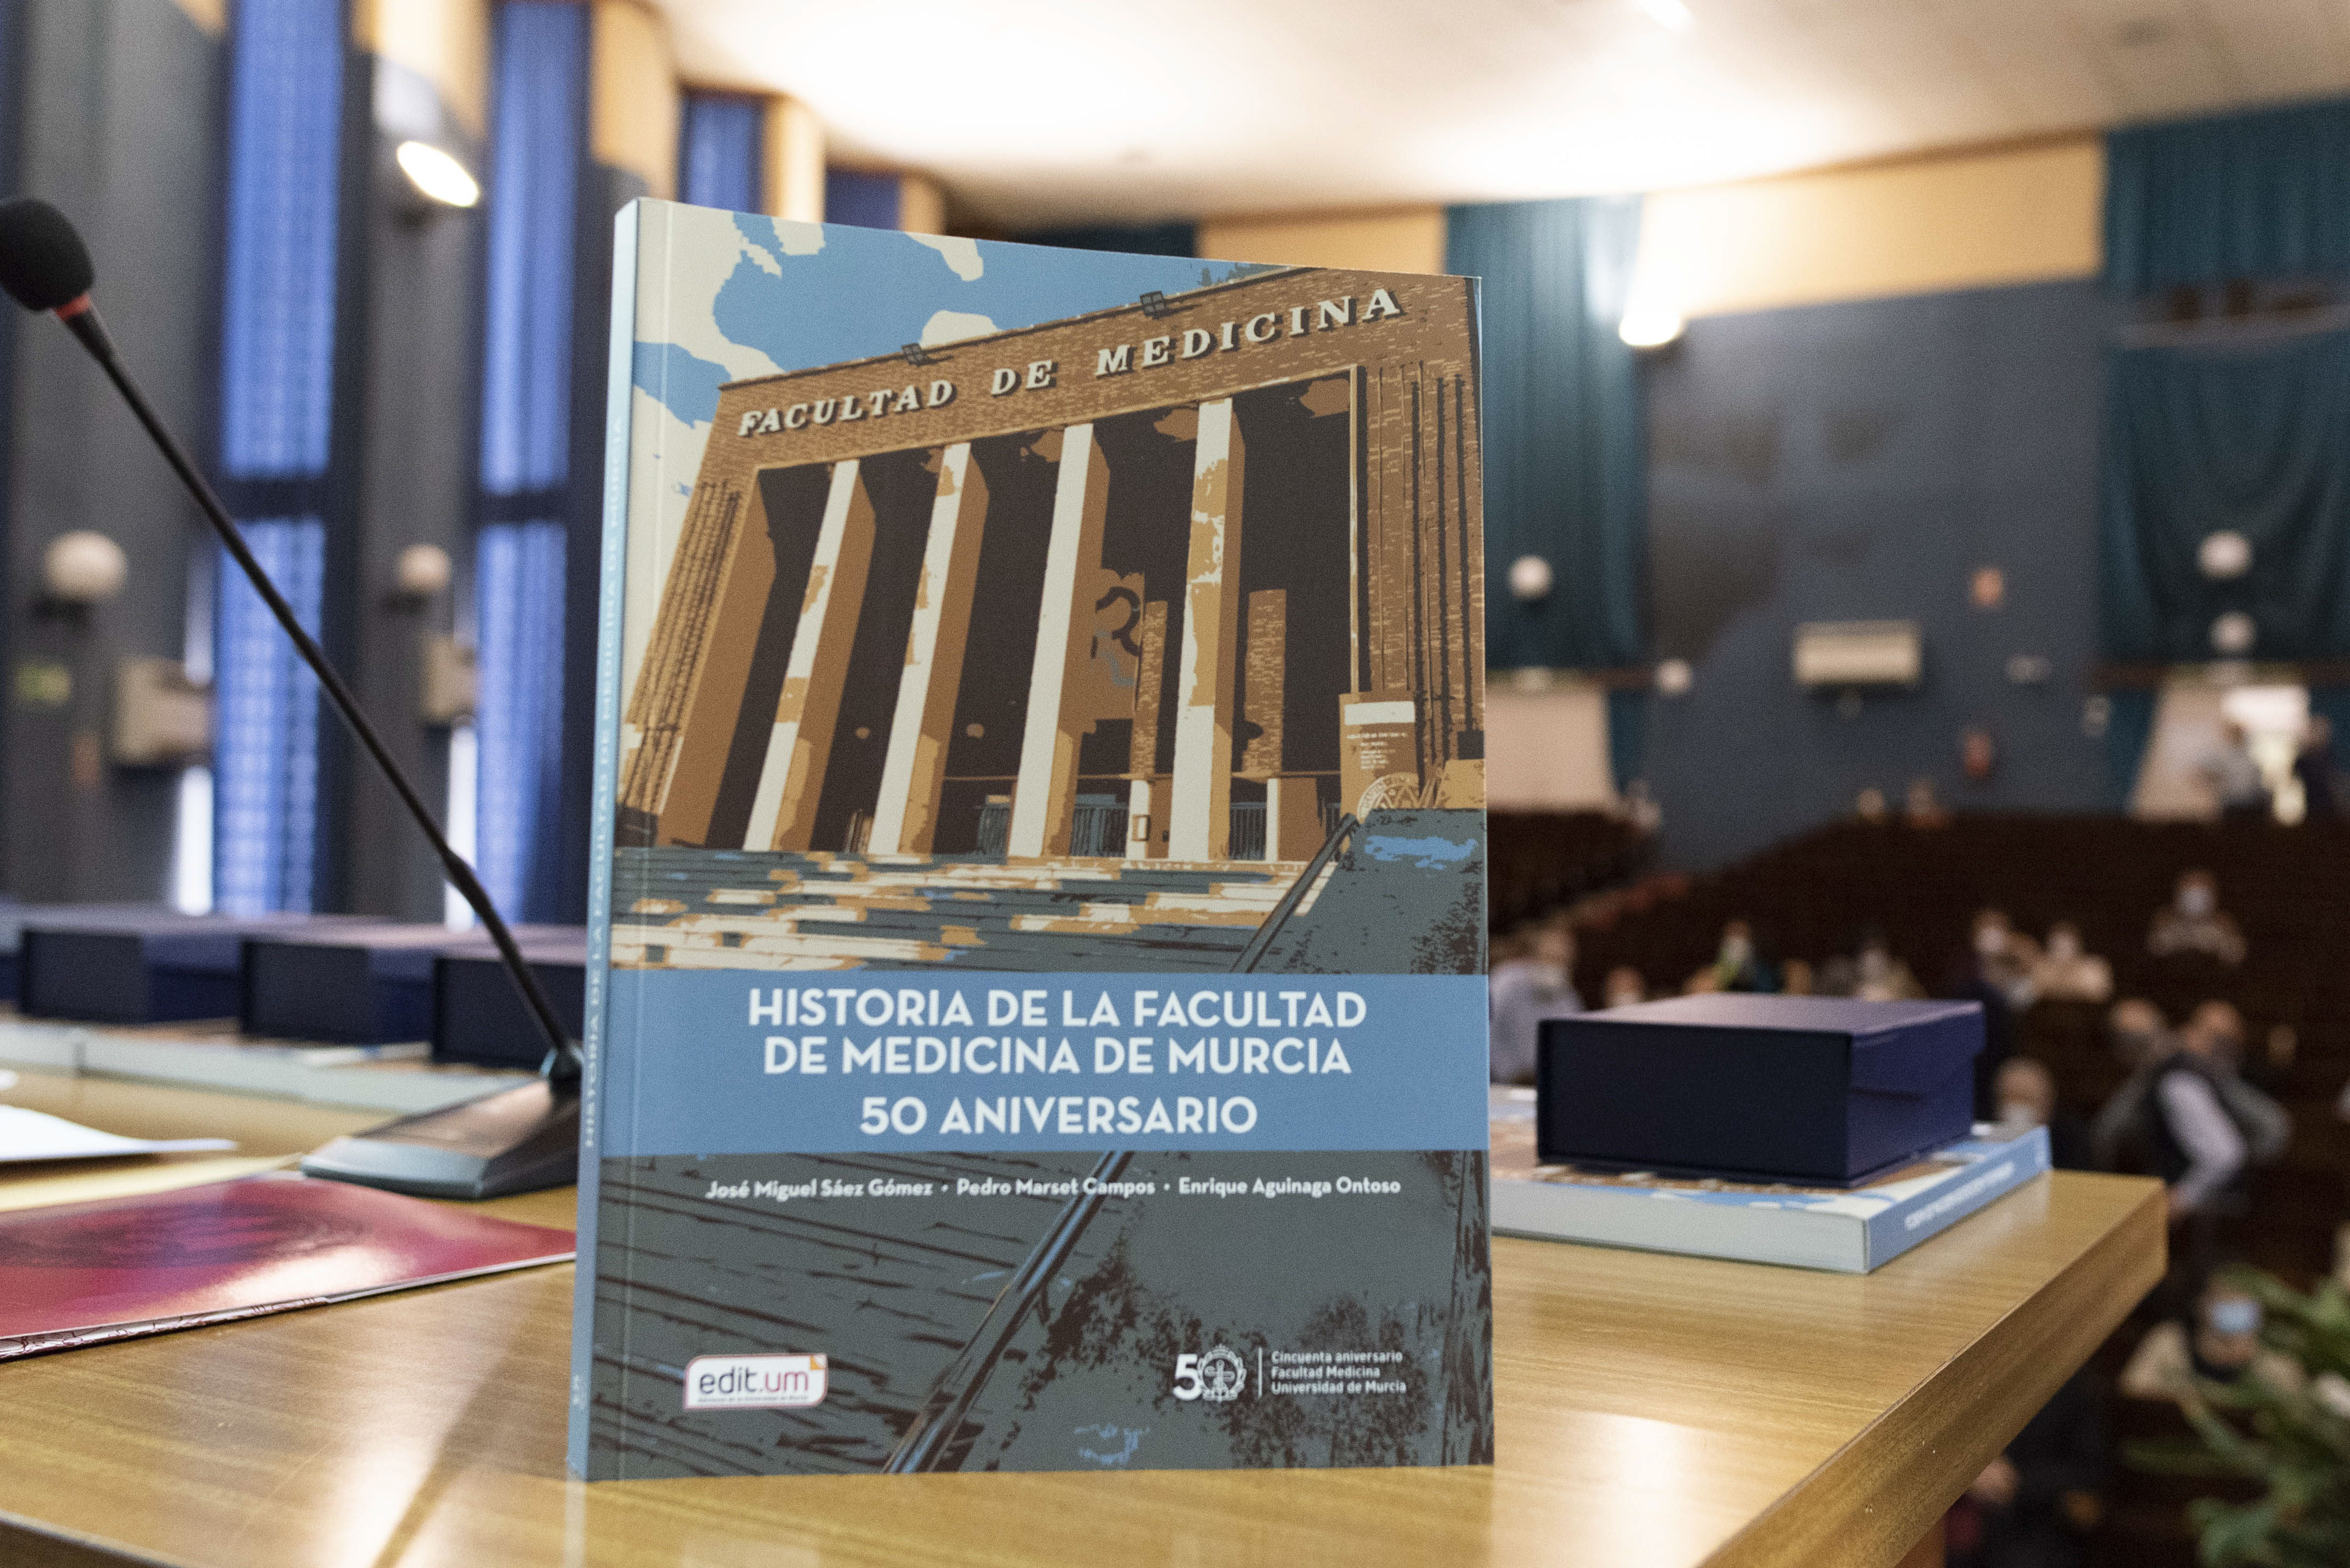 FACULTAD DE MEDICINA
HISTORIA DE LA FACULTAD
DE MEDICINA DE MURCIA
50 ANIVERSARIO
José Miguel Sáez Gómez • Pedro Marset Campos • Enrique Aguinaga Ontoso
edit.um
50
Cincuenta aniversario
Facultad Medicina
Universidad de Murcia
HISTORIA DE LA FACULTAD DE MEDICINA DE MURCIA